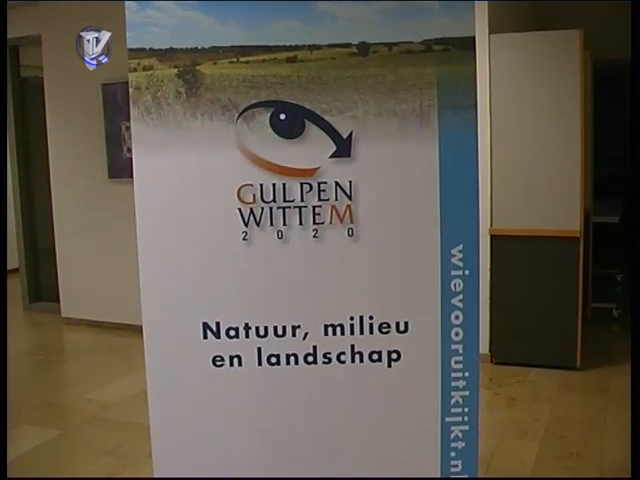 GULPEN
WITTEM
2020
Natuur, milieu
en landschap
wievooruitkijkt.nl